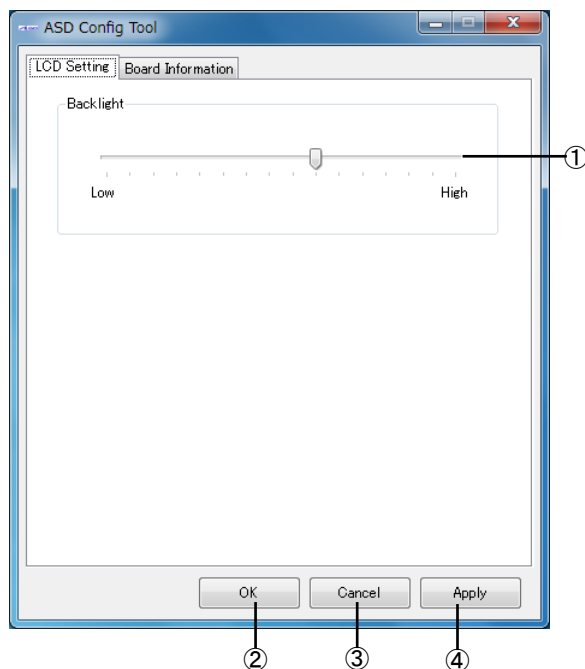 ASD Config Tool
LCD Setting Board Information
Backlight
①
Low High
OK Cancel Apply
② ③ ④